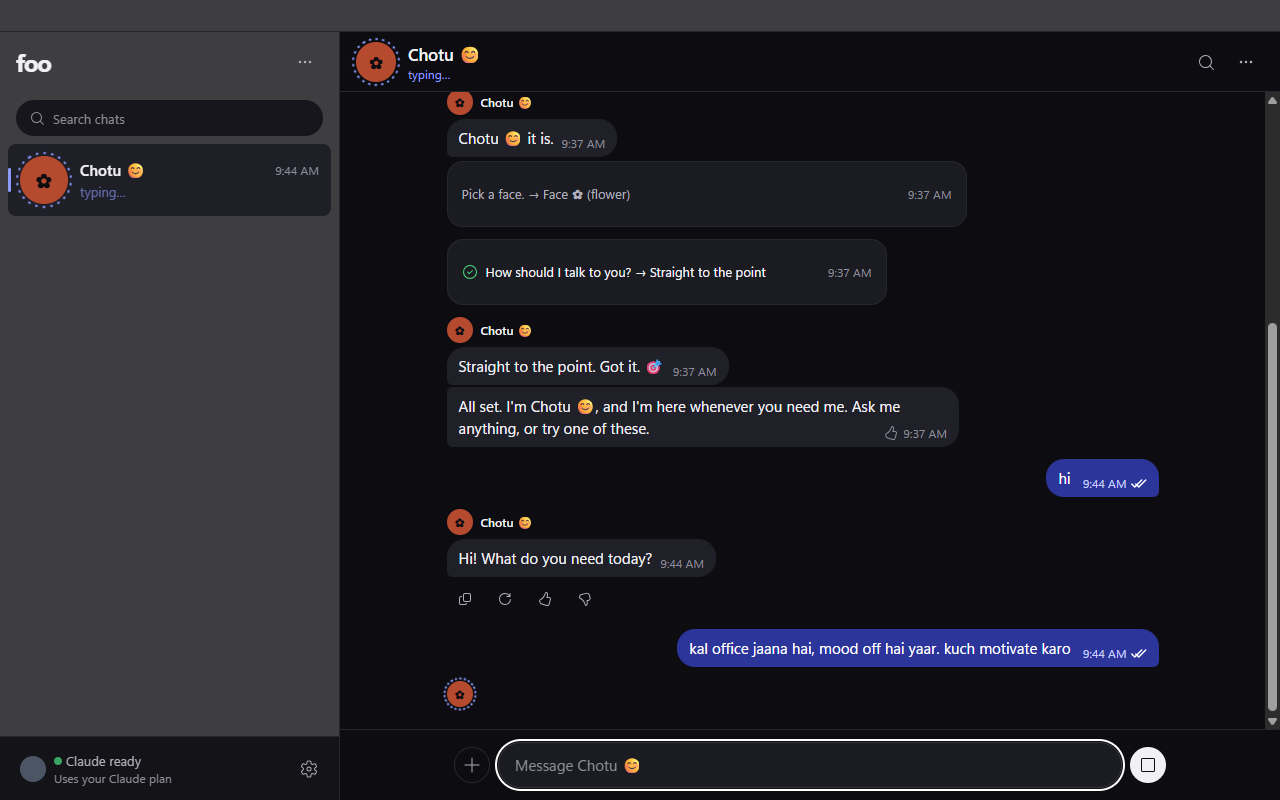 foo
Search chats
Chotu 😊
9:44 AM
typing...
Claude ready
Uses your Claude plan
Chotu 😊
typing...
Chotu 😊
Chotu 😊 it is. 9:37 AM
Pick a face. → Face ✿ (flower) 9:37 AM
How should I talk to you? → Straight to the point 9:37 AM
Chotu 😊
Straight to the point. Got it. 🎯 9:37 AM
All set. I'm Chotu 😊, and I'm here whenever you need me. Ask me
anything, or try one of these. 9:37 AM
hi 9:44 AM
Chotu 😊
Hi! What do you need today? 9:44 AM
kal office jaana hai, mood off hai yaar. kuch motivate karo 9:44 AM
Message Chotu 😊